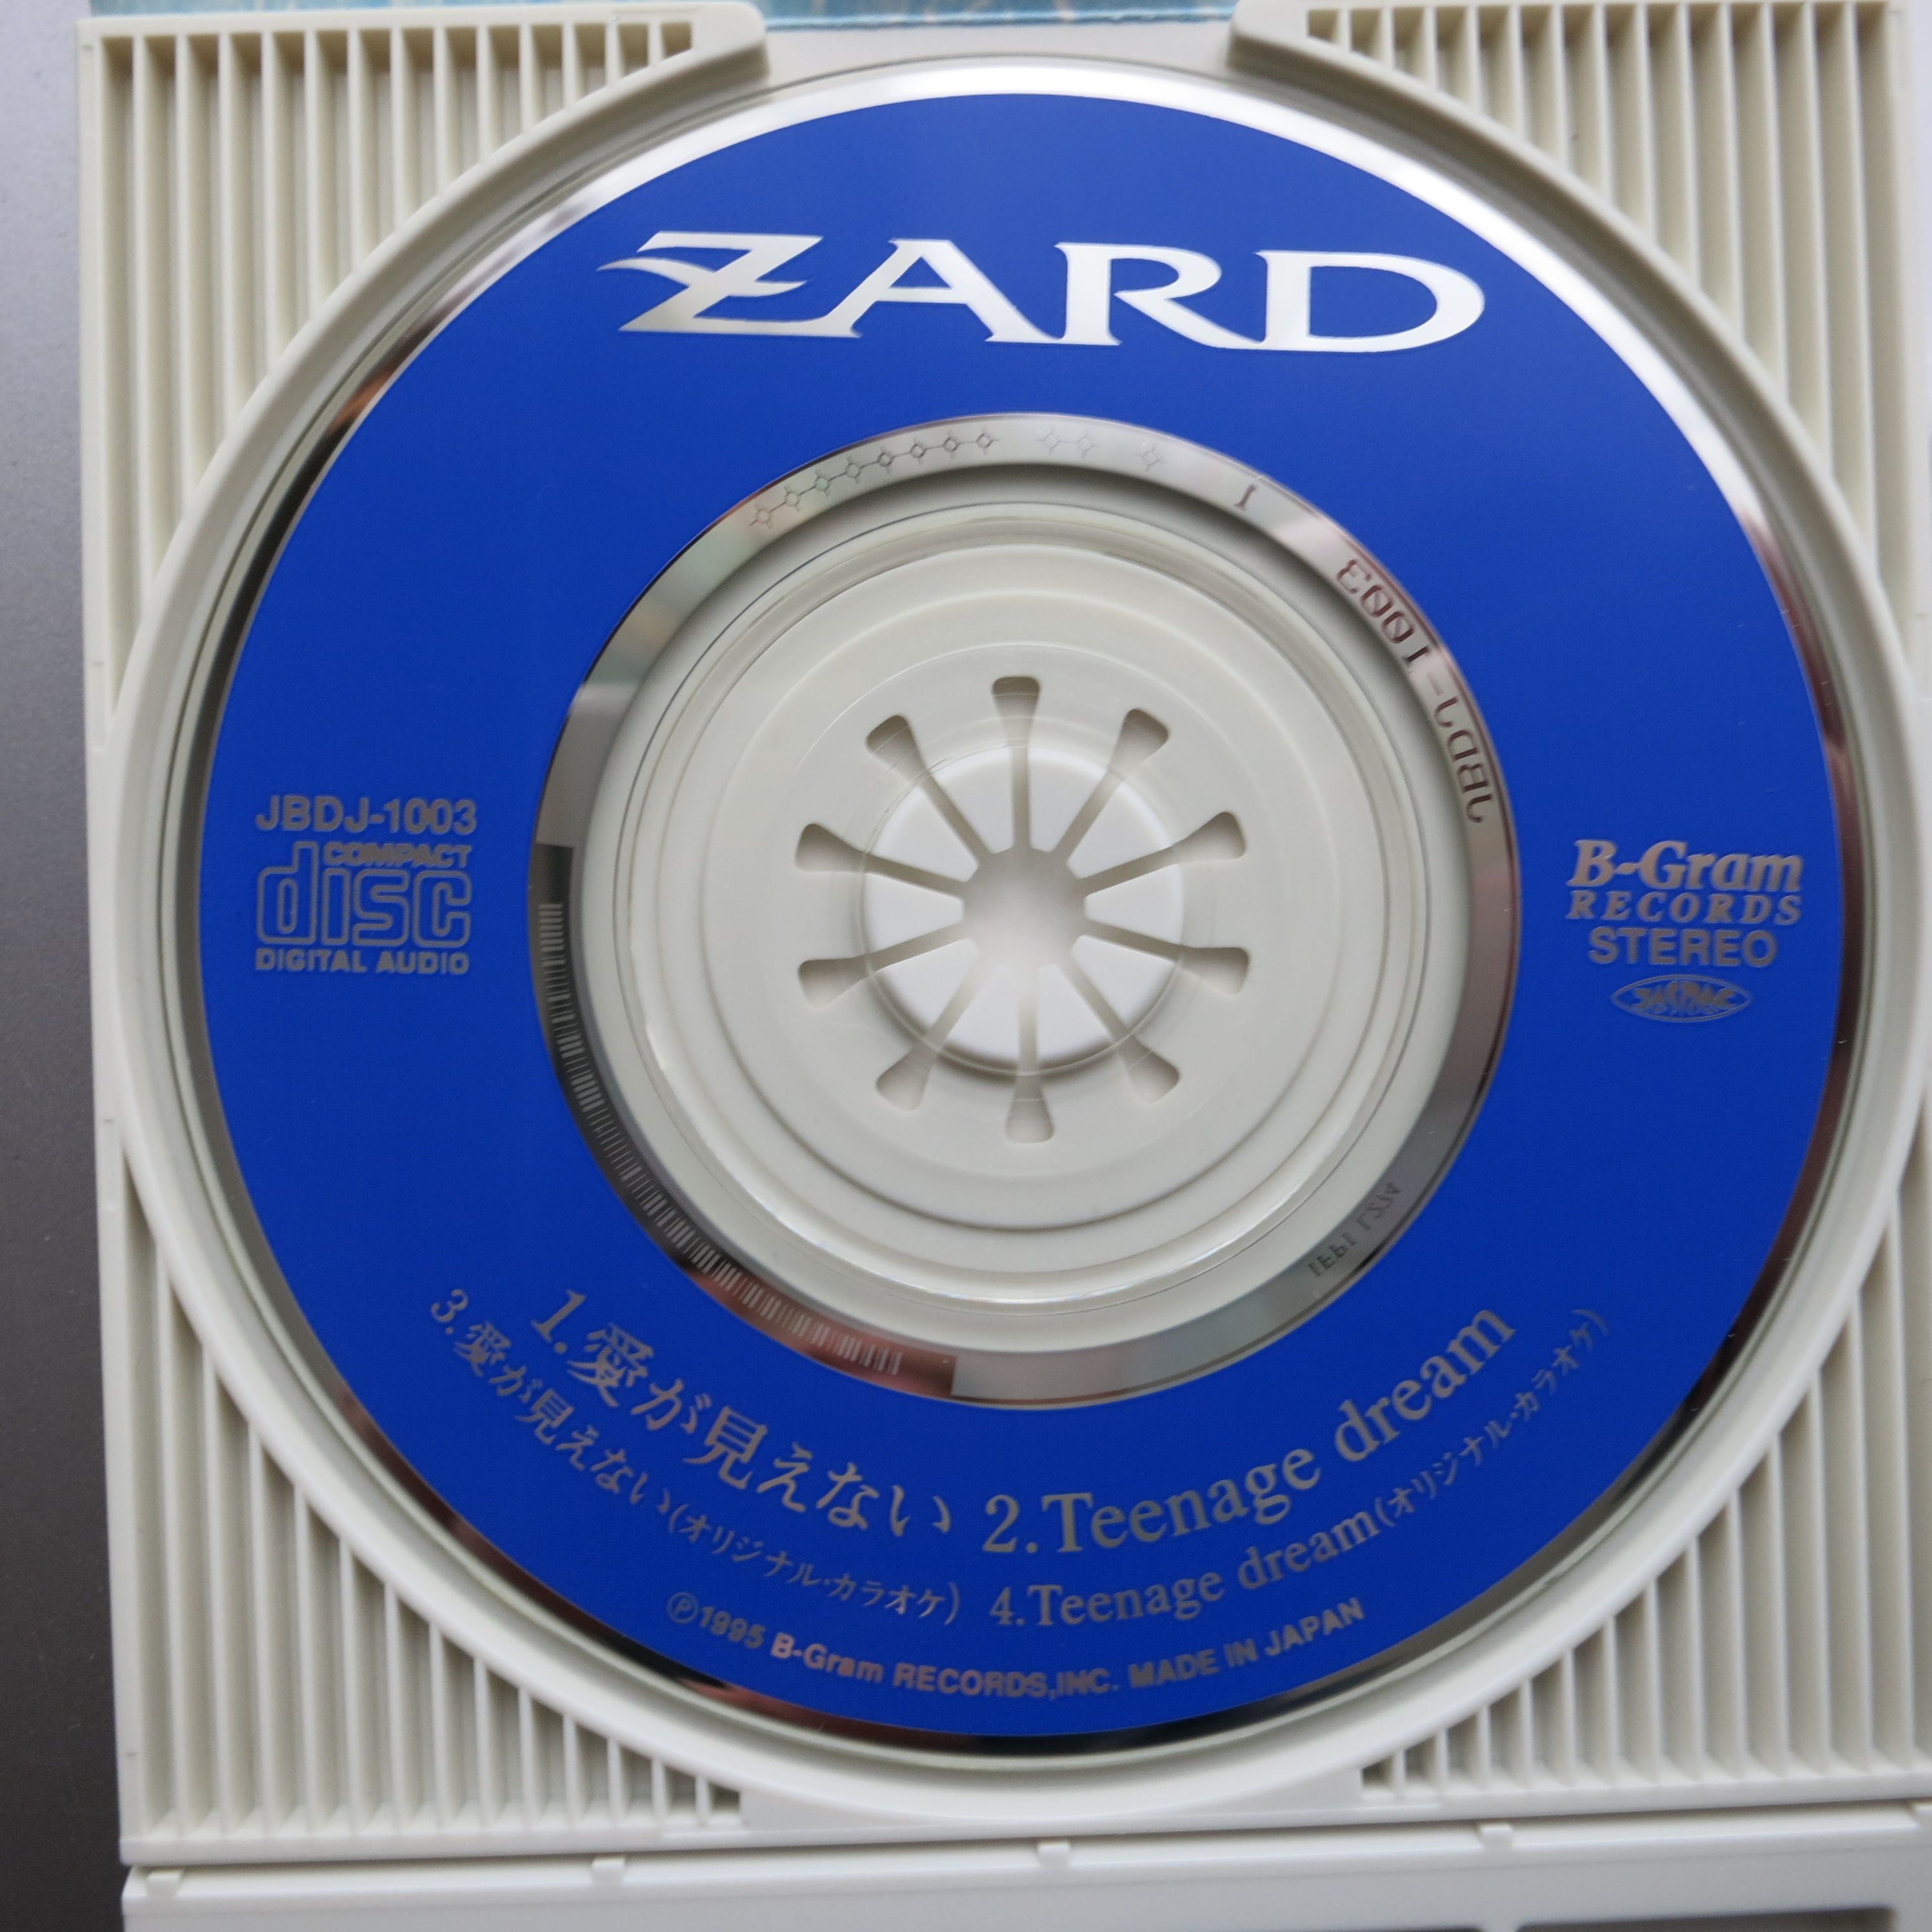 ZARD
I
JBDJ-1003
JBDJ-1003
COMPACT
disc
DIGITAL AUDIO
B-Gram
RECORDS
STEREO
JASRAC
1.愛が見えない 2.Teenage dream
3.愛が見えない(オリジナル・カラオケ) 4.Teenage dream(オリジナル・カラオケ)
Ⓟ1995 B-Gram RECORDS,INC. MADE IN JAPAN